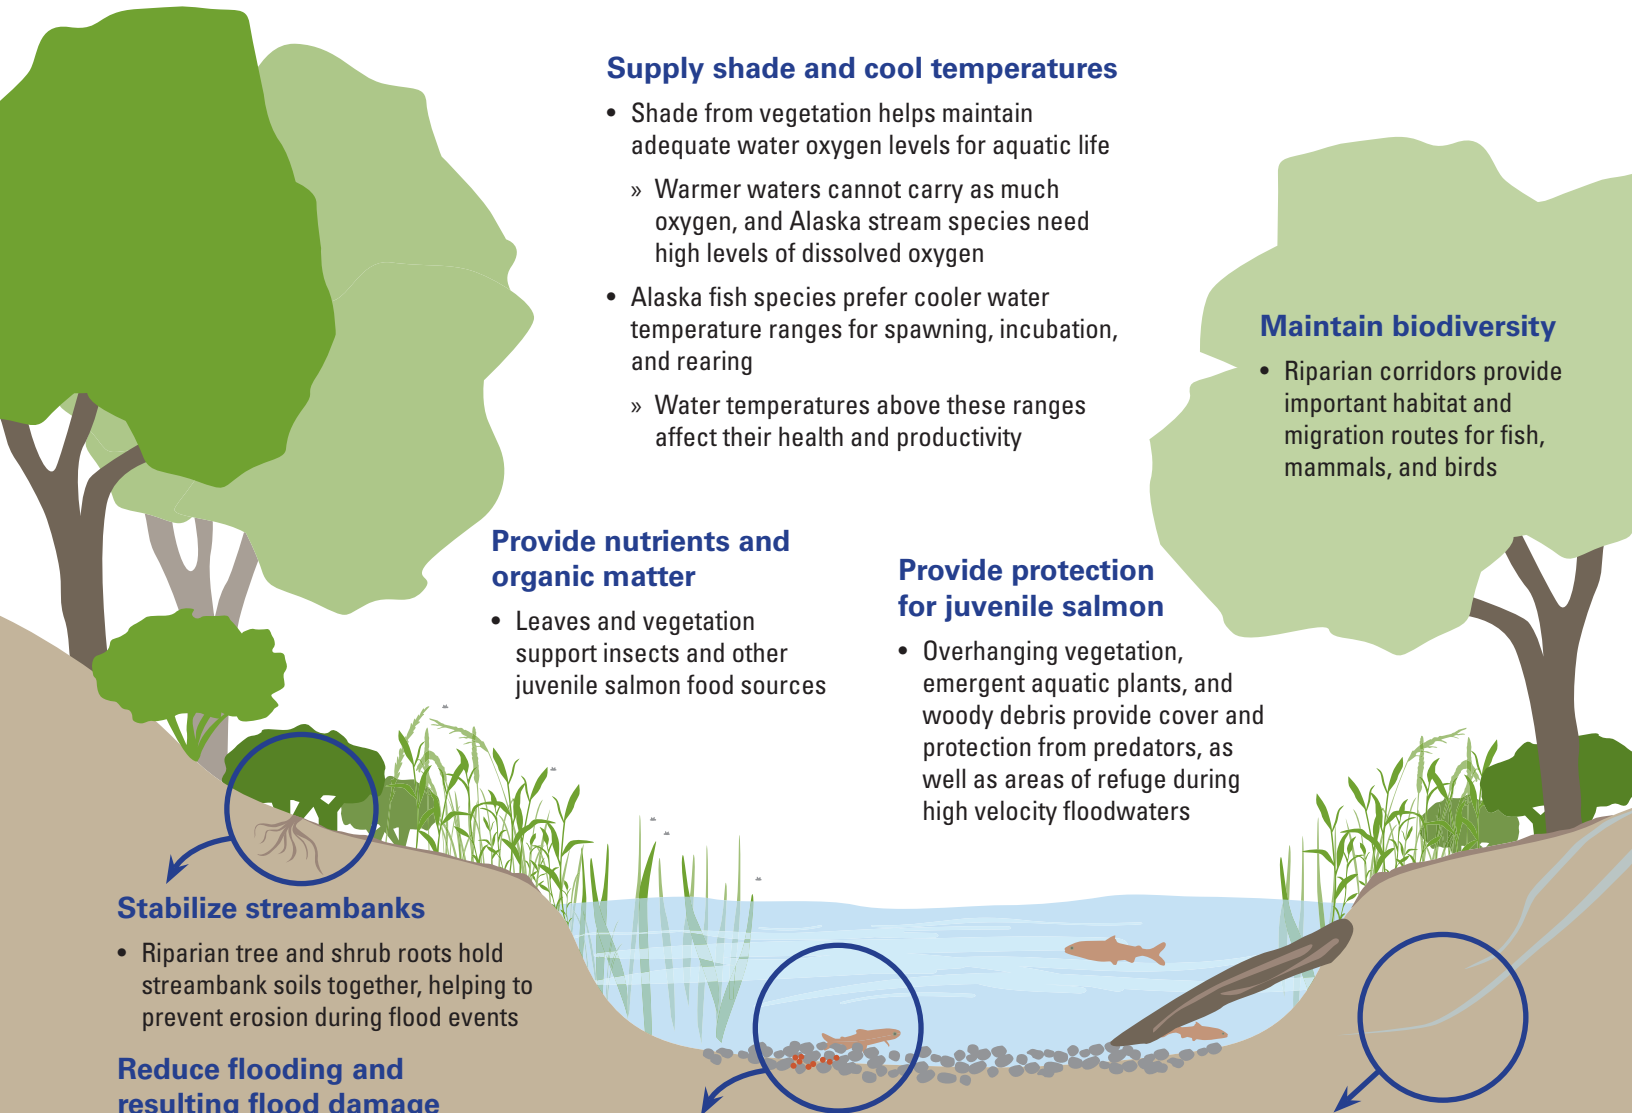 Supply shade and cool temperatures
• Shade from vegetation helps maintain
adequate water oxygen levels for aquatic life
» Warmer waters cannot carry as much
oxygen, and Alaska stream species need
high levels of dissolved oxygen
• Alaska fish species prefer cooler water
temperature ranges for spawning, incubation,
and rearing
» Water temperatures above these ranges
affect their health and productivity
Maintain biodiversity
• Riparian corridors provide
important habitat and
migration routes for fish,
mammals, and birds
Provide nutrients and
organic matter
• Leaves and vegetation
support insects and other
juvenile salmon food sources
Provide protection
for juvenile salmon
• Overhanging vegetation,
emergent aquatic plants, and
woody debris provide cover and
protection from predators, as
well as areas of refuge during
high velocity floodwaters
Stabilize streambanks
• Riparian tree and shrub roots hold
streambank soils together, helping to
prevent erosion during flood events
Reduce flooding and
resulting flood damage